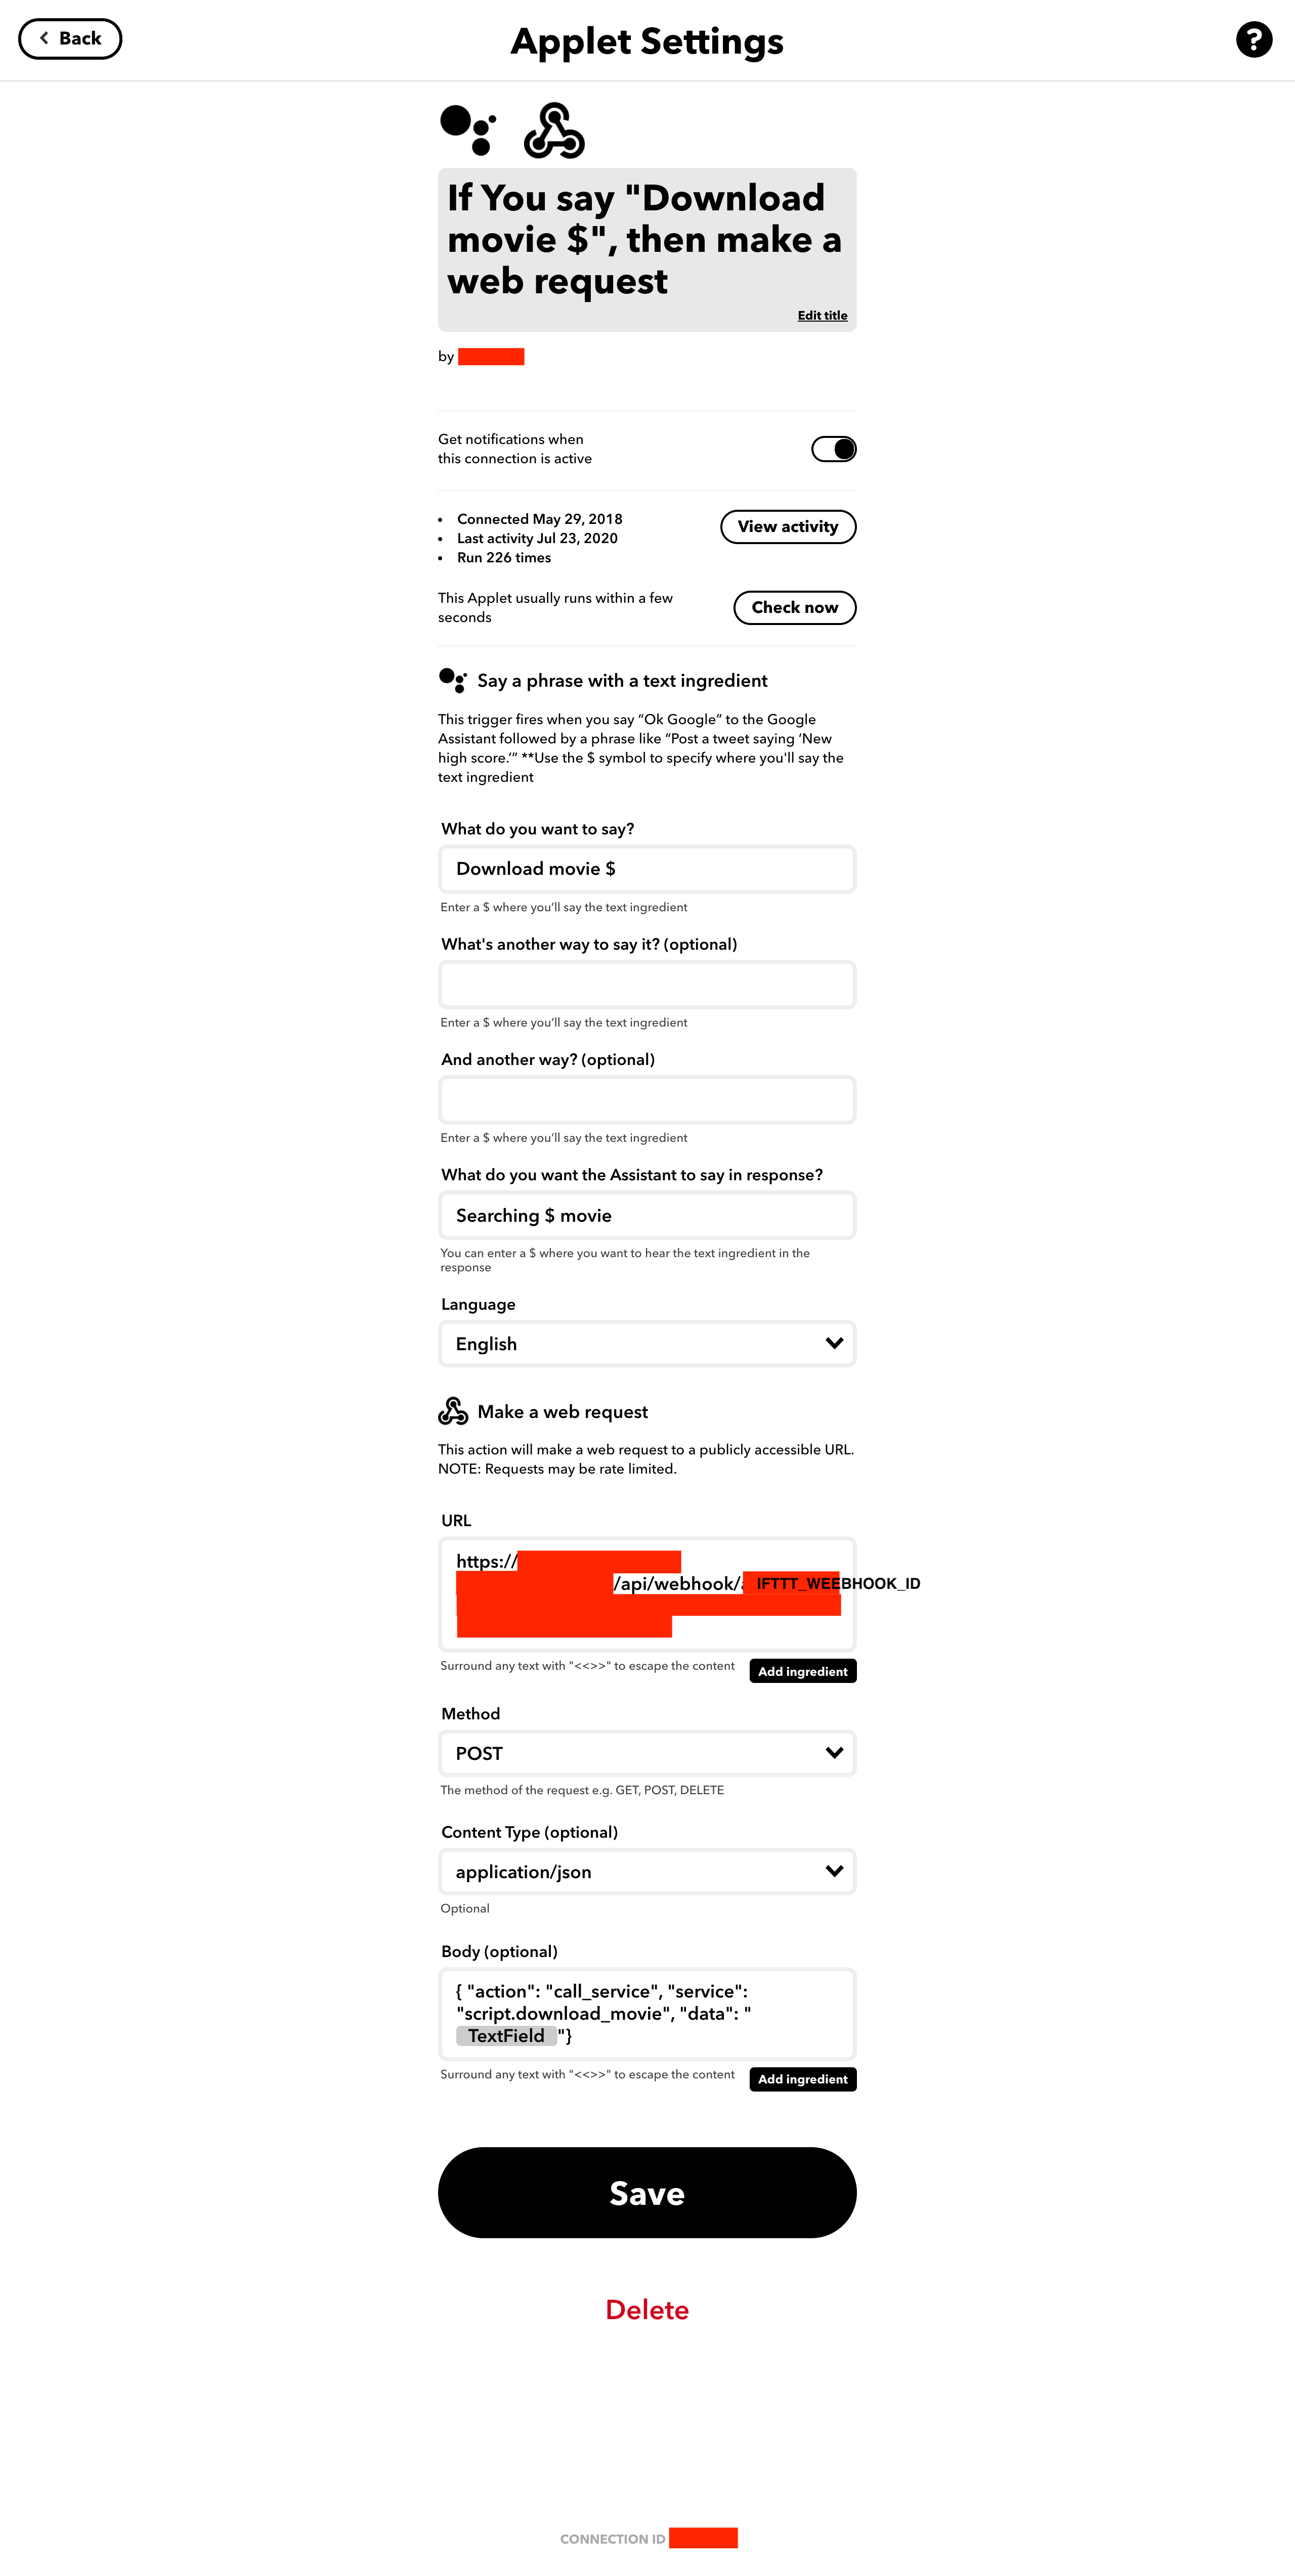 Back
Applet Settings
?
If You say "Download
movie $", then make a
web request
Edit title
by
Get notifications when
this connection is active
• Connected May 29, 2018
• Last activity Jul 23, 2020
• Run 226 times
View activity
This Applet usually runs within a few
seconds
Check now
Say a phrase with a text ingredient
This trigger fires when you say “Ok Google” to the Google
Assistant followed by a phrase like “Post a tweet saying ‘New
high score.’” **Use the $ symbol to specify where you'll say the
text ingredient
What do you want to say?
Download movie $
Enter a $ where you’ll say the text ingredient
What's another way to say it? (optional)
Enter a $ where you’ll say the text ingredient
And another way? (optional)
Enter a $ where you’ll say the text ingredient
What do you want the Assistant to say in response?
Searching $ movie
You can enter a $ where you want to hear the text ingredient in the
response
Language
English
Make a web request
This action will make a web request to a publicly accessible URL.
NOTE: Requests may be rate limited.
URL
https://
/api/webhook/ IFTTT_WEEBHOOK_ID
Surround any text with "<<>>" to escape the content
Add ingredient
Method
POST
The method of the request e.g. GET, POST, DELETE
Content Type (optional)
application/json
Optional
Body (optional)
{ "action": "call_service", "service":
"script.download_movie", "data": "
TextField "}
Surround any text with "<<>>" to escape the content
Add ingredient
Save
Delete
CONNECTION ID